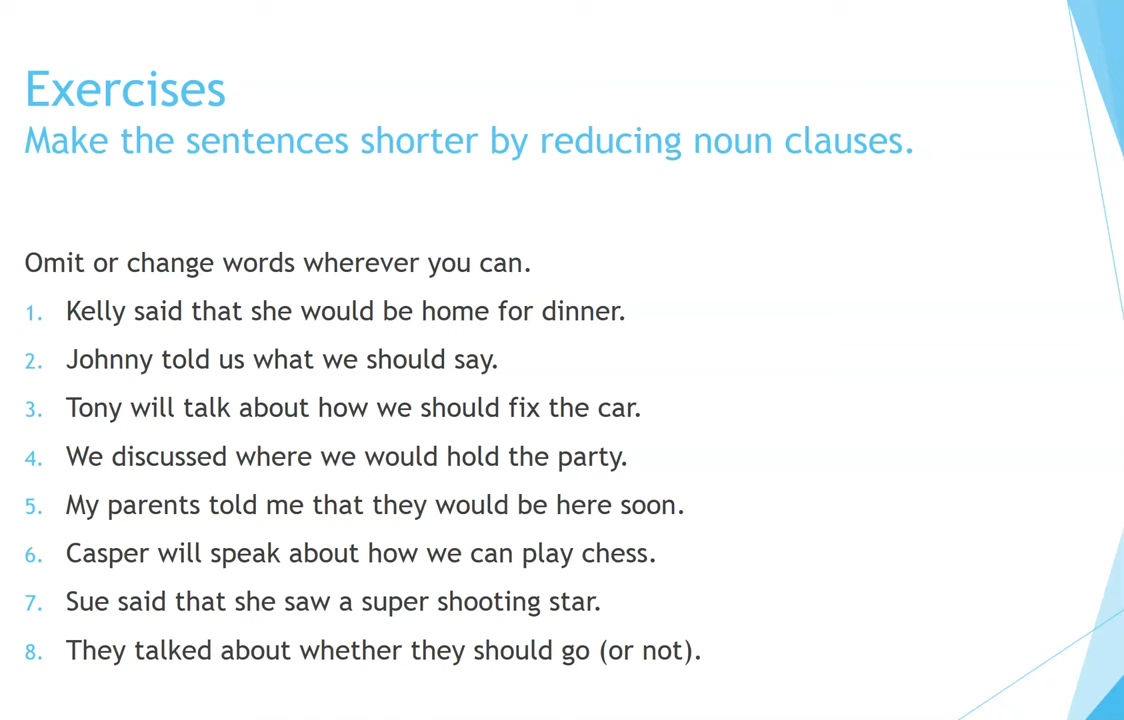 Exercises
Make the sentences shorter by reducing noun clauses.
Omit or change words wherever you can.
1. Kelly said that she would be home for dinner.
2. Johnny told us what we should say.
3. Tony will talk about how we should fix the car.
4. We discussed where we would hold the party.
5. My parents told me that they would be here soon.
6. Casper will speak about how we can play chess.
7. Sue said that she saw a super shooting star.
8. They talked about whether they should go (or not).